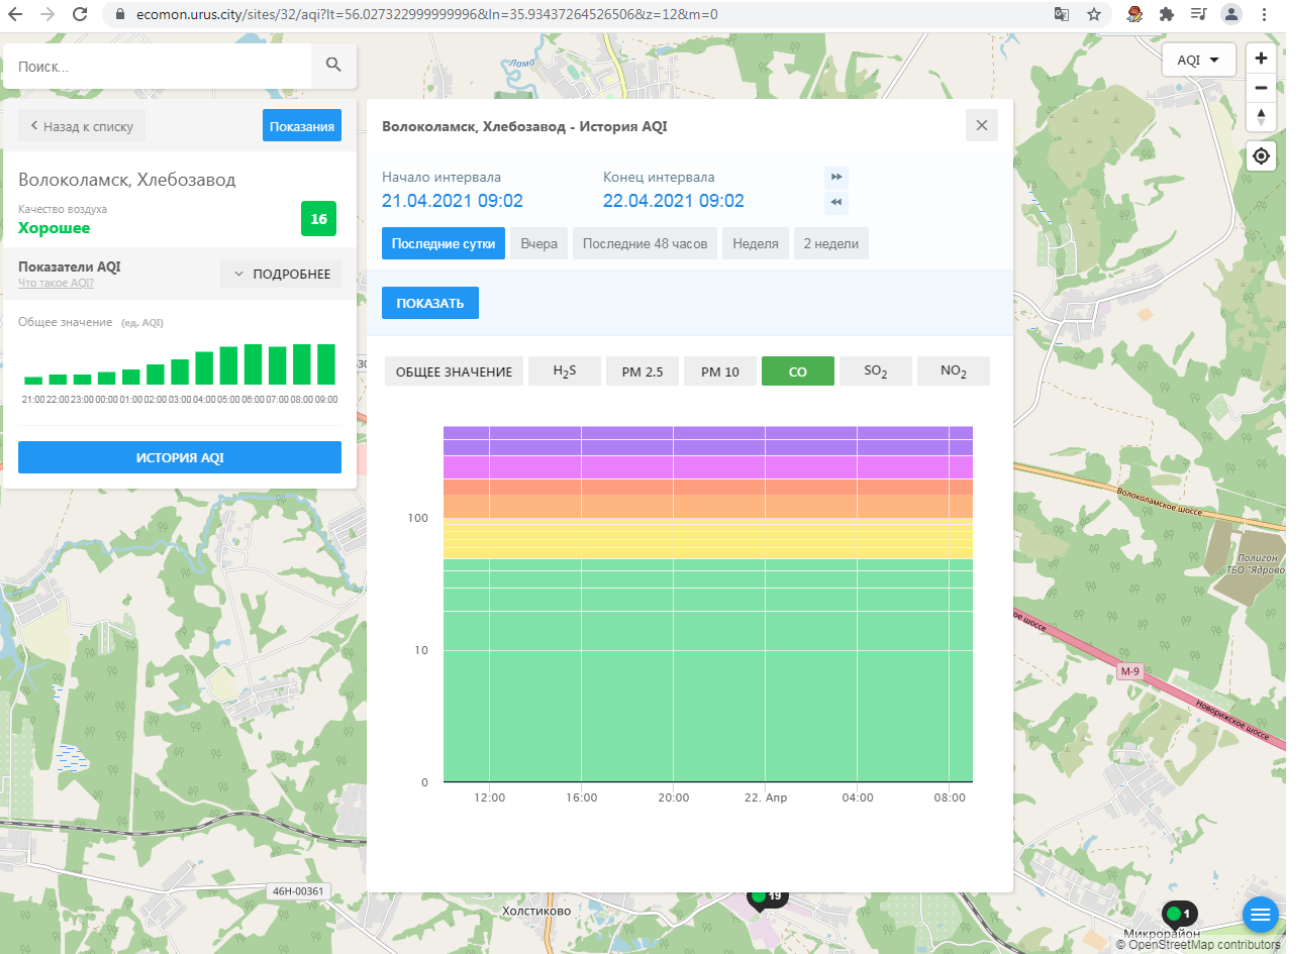 ecomon.urus.city/sites/32/aqi?lt=56.027322999999996&ln=35.93437264526506&z=12&m=0
Поиск...
Лама
AQI
Назад к списку
Показания
Волоколамск, Хлебозавод - История AQI
Волоколамск, Хлебозавод
Качество воздуха
Хорошее
16
Начало интервала
Конец интервала
21.04.2021 09:02
22.04.2021 09:02
Последние сутки
Вчера
Последние 48 часов
Неделя
2 недели
Показатели AQI
Что такое AQI?
ПОДРОБНЕЕ
ПОКАЗАТЬ
Общее значение (ед. AQI)
21:00 22:00 23:00 00:00 01:00 02:00 03:00 04:00 05:00 06:00 07:00 08:00 09:00
ИСТОРИЯ AQI
ОБЩЕЕ ЗНАЧЕНИЕ
H2S
PM 2.5
PM 10
CO
SO2
NO2
100
10
0
12:00
16:00
20:00
22. Апр
04:00
08:00
Волоколамское шоссе
Полигон
ТБО "Ядрово
ое шоссе
М-9
Новорижское шоссе
46Н-00361
Холстиково
19
1
Микрорайон
© OpenStreetMap contributors